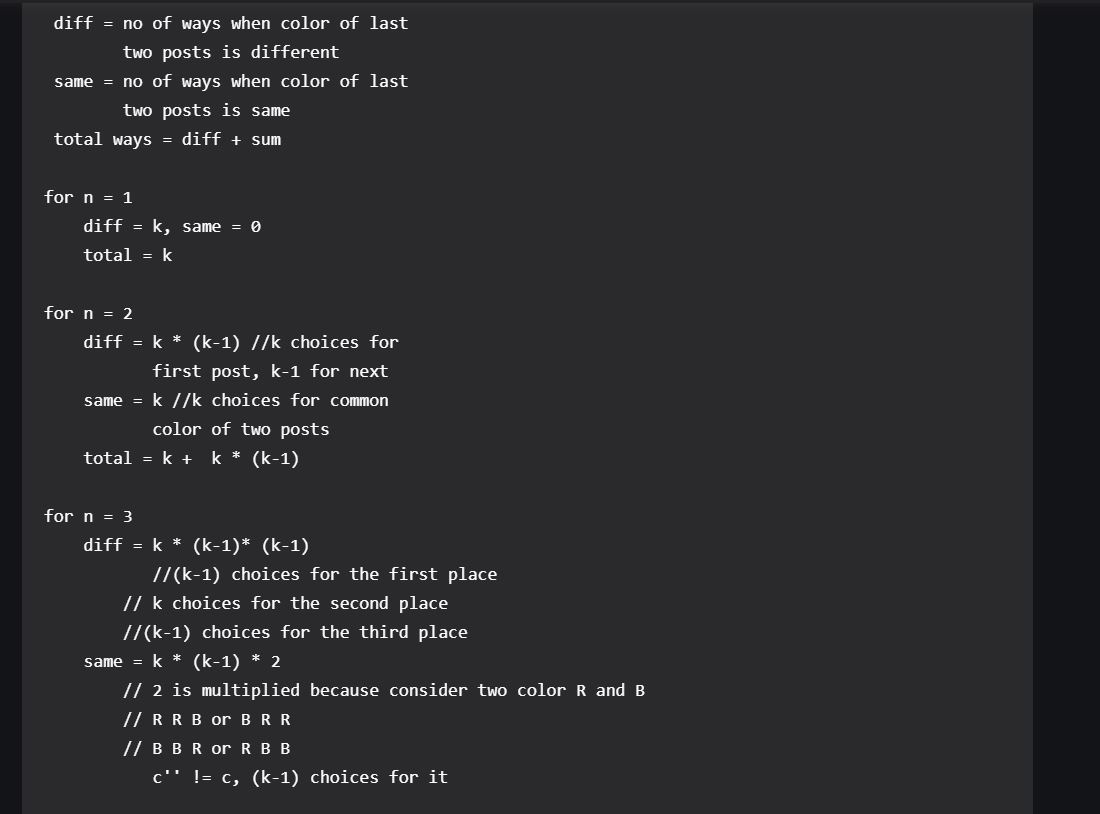 diff = no of ways when color of last
two posts is different
same = no of ways when color of last
two posts is same
total ways = diff + sum
for n = 1
diff = k, same = 0
total = k
for n = 2
diff = k * (k-1) //k choices for
first post, k-1 for next
same = k //k choices for common
color of two posts
total = k +  k * (k-1)
for n = 3
diff = k * (k-1)* (k-1)
//(k-1) choices for the first place
// k choices for the second place
//(k-1) choices for the third place
same = k * (k-1) * 2
// 2 is multiplied because consider two color R and B
// R R B or B R R
// B B R or R B B
c'' != c, (k-1) choices for it